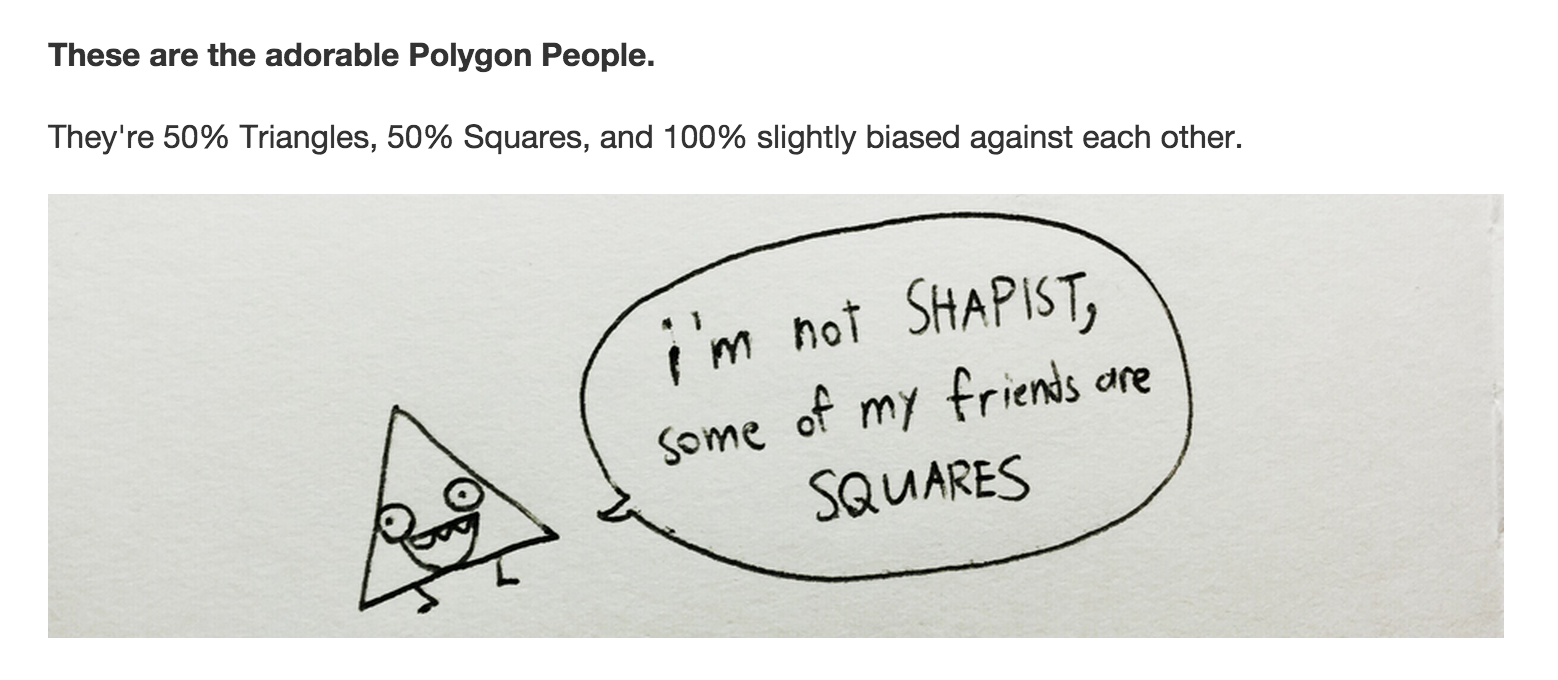 These are the adorable Polygon People.
They're 50% Triangles, 50% Squares, and 100% slightly biased against each other.
i'm not SHAPIST,
some of my friends are
SQUARES